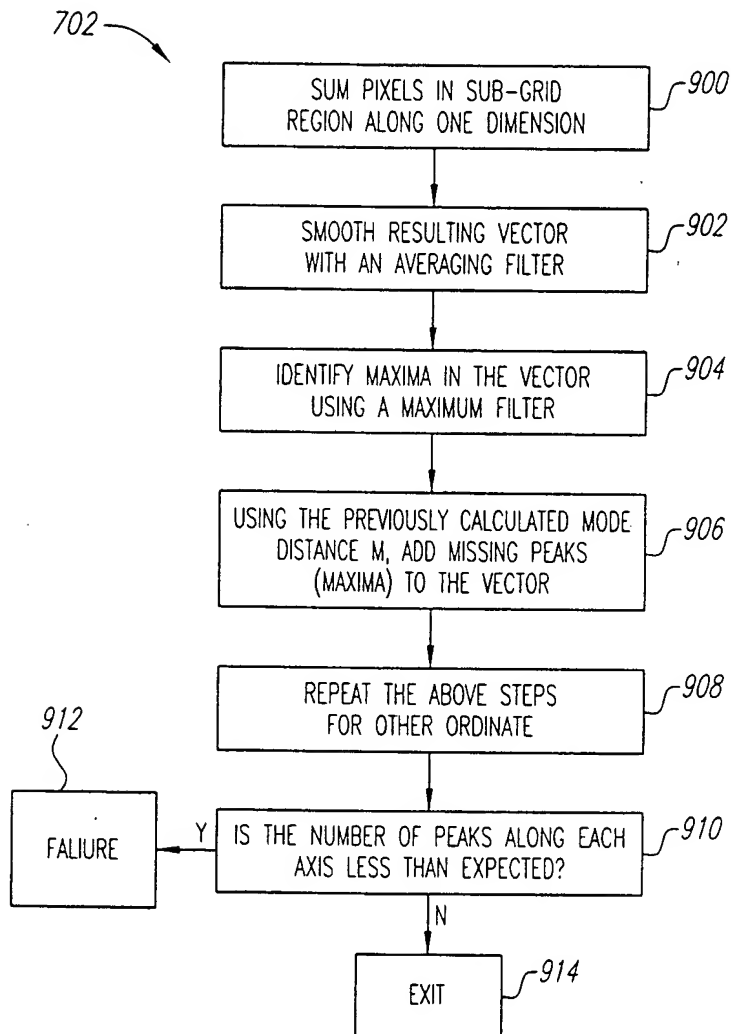 702
SUM PIXELS IN SUB-GRID
REGION ALONG ONE DIMENSION
900
SMOOTH RESULTING VECTOR
WITH AN AVERAGING FILTER
902
IDENTIFY MAXIMA IN THE VECTOR
USING A MAXIMUM FILTER
904
USING THE PREVIOUSLY CALCULATED MODE
DISTANCE M, ADD MISSING PEAKS
(MAXIMA) TO THE VECTOR
906
REPEAT THE ABOVE STEPS
FOR OTHER ORDINATE
908
912
FALIURE
Y
IS THE NUMBER OF PEAKS ALONG EACH
AXIS LESS THAN EXPECTED?
910
N
EXIT
914